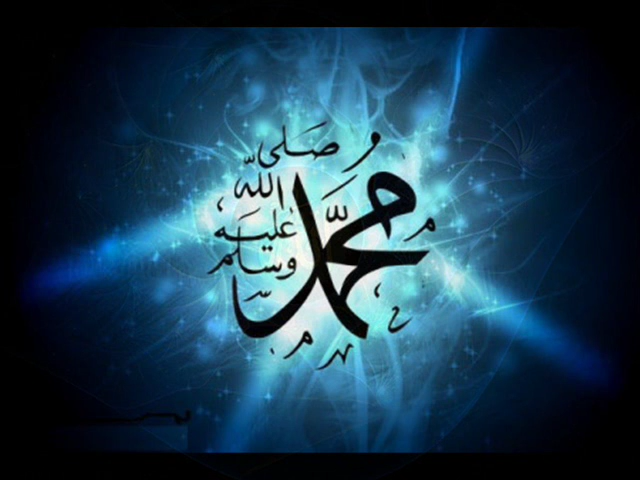 محمد
صلى
الله
عليه
وسلم